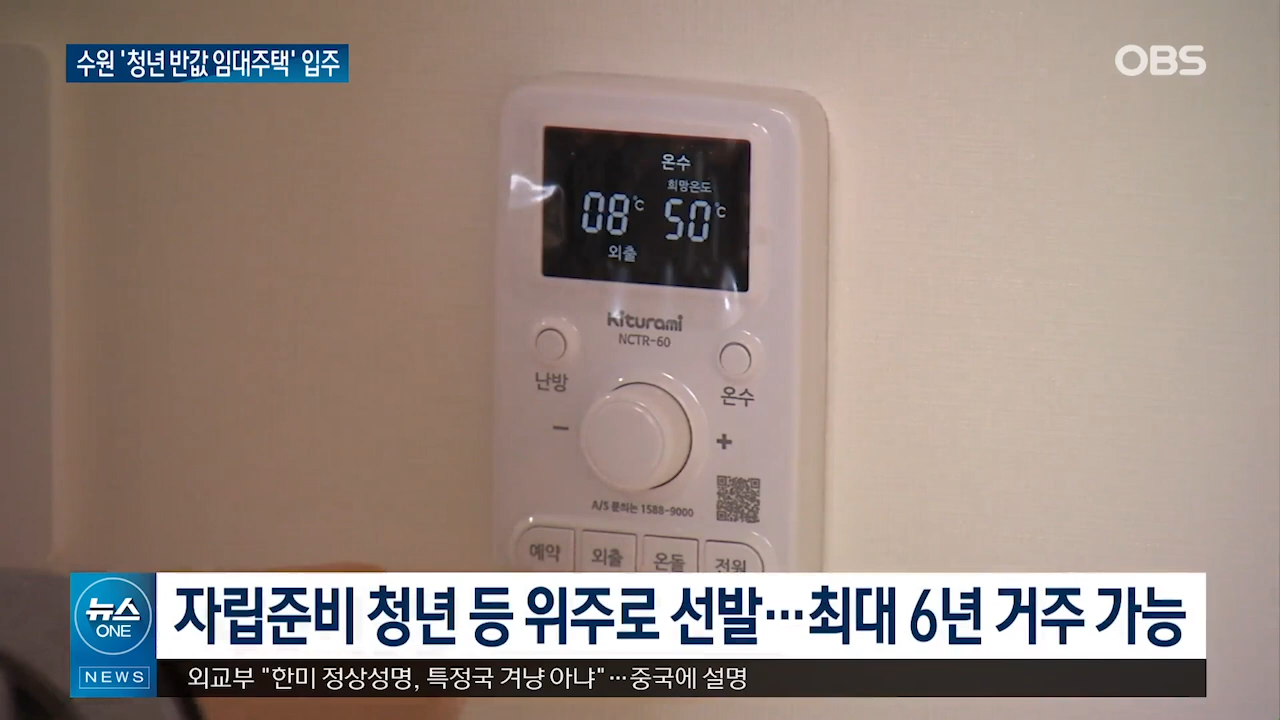 수원 '청년 반값 임대주택' 입주
OBS
온수
희망온도
08℃ 50℃
외출
Kiturami
NCTR-60
난방
온수
− +
A/S 문의는 1588-9000
예약 외출 온돌 전원
뉴스 ONE
NEWS
자립준비 청년 등 위주로 선발…최대 6년 거주 가능
외교부 "한미 정상성명, 특정국 겨냥 아냐"…중국에 설명